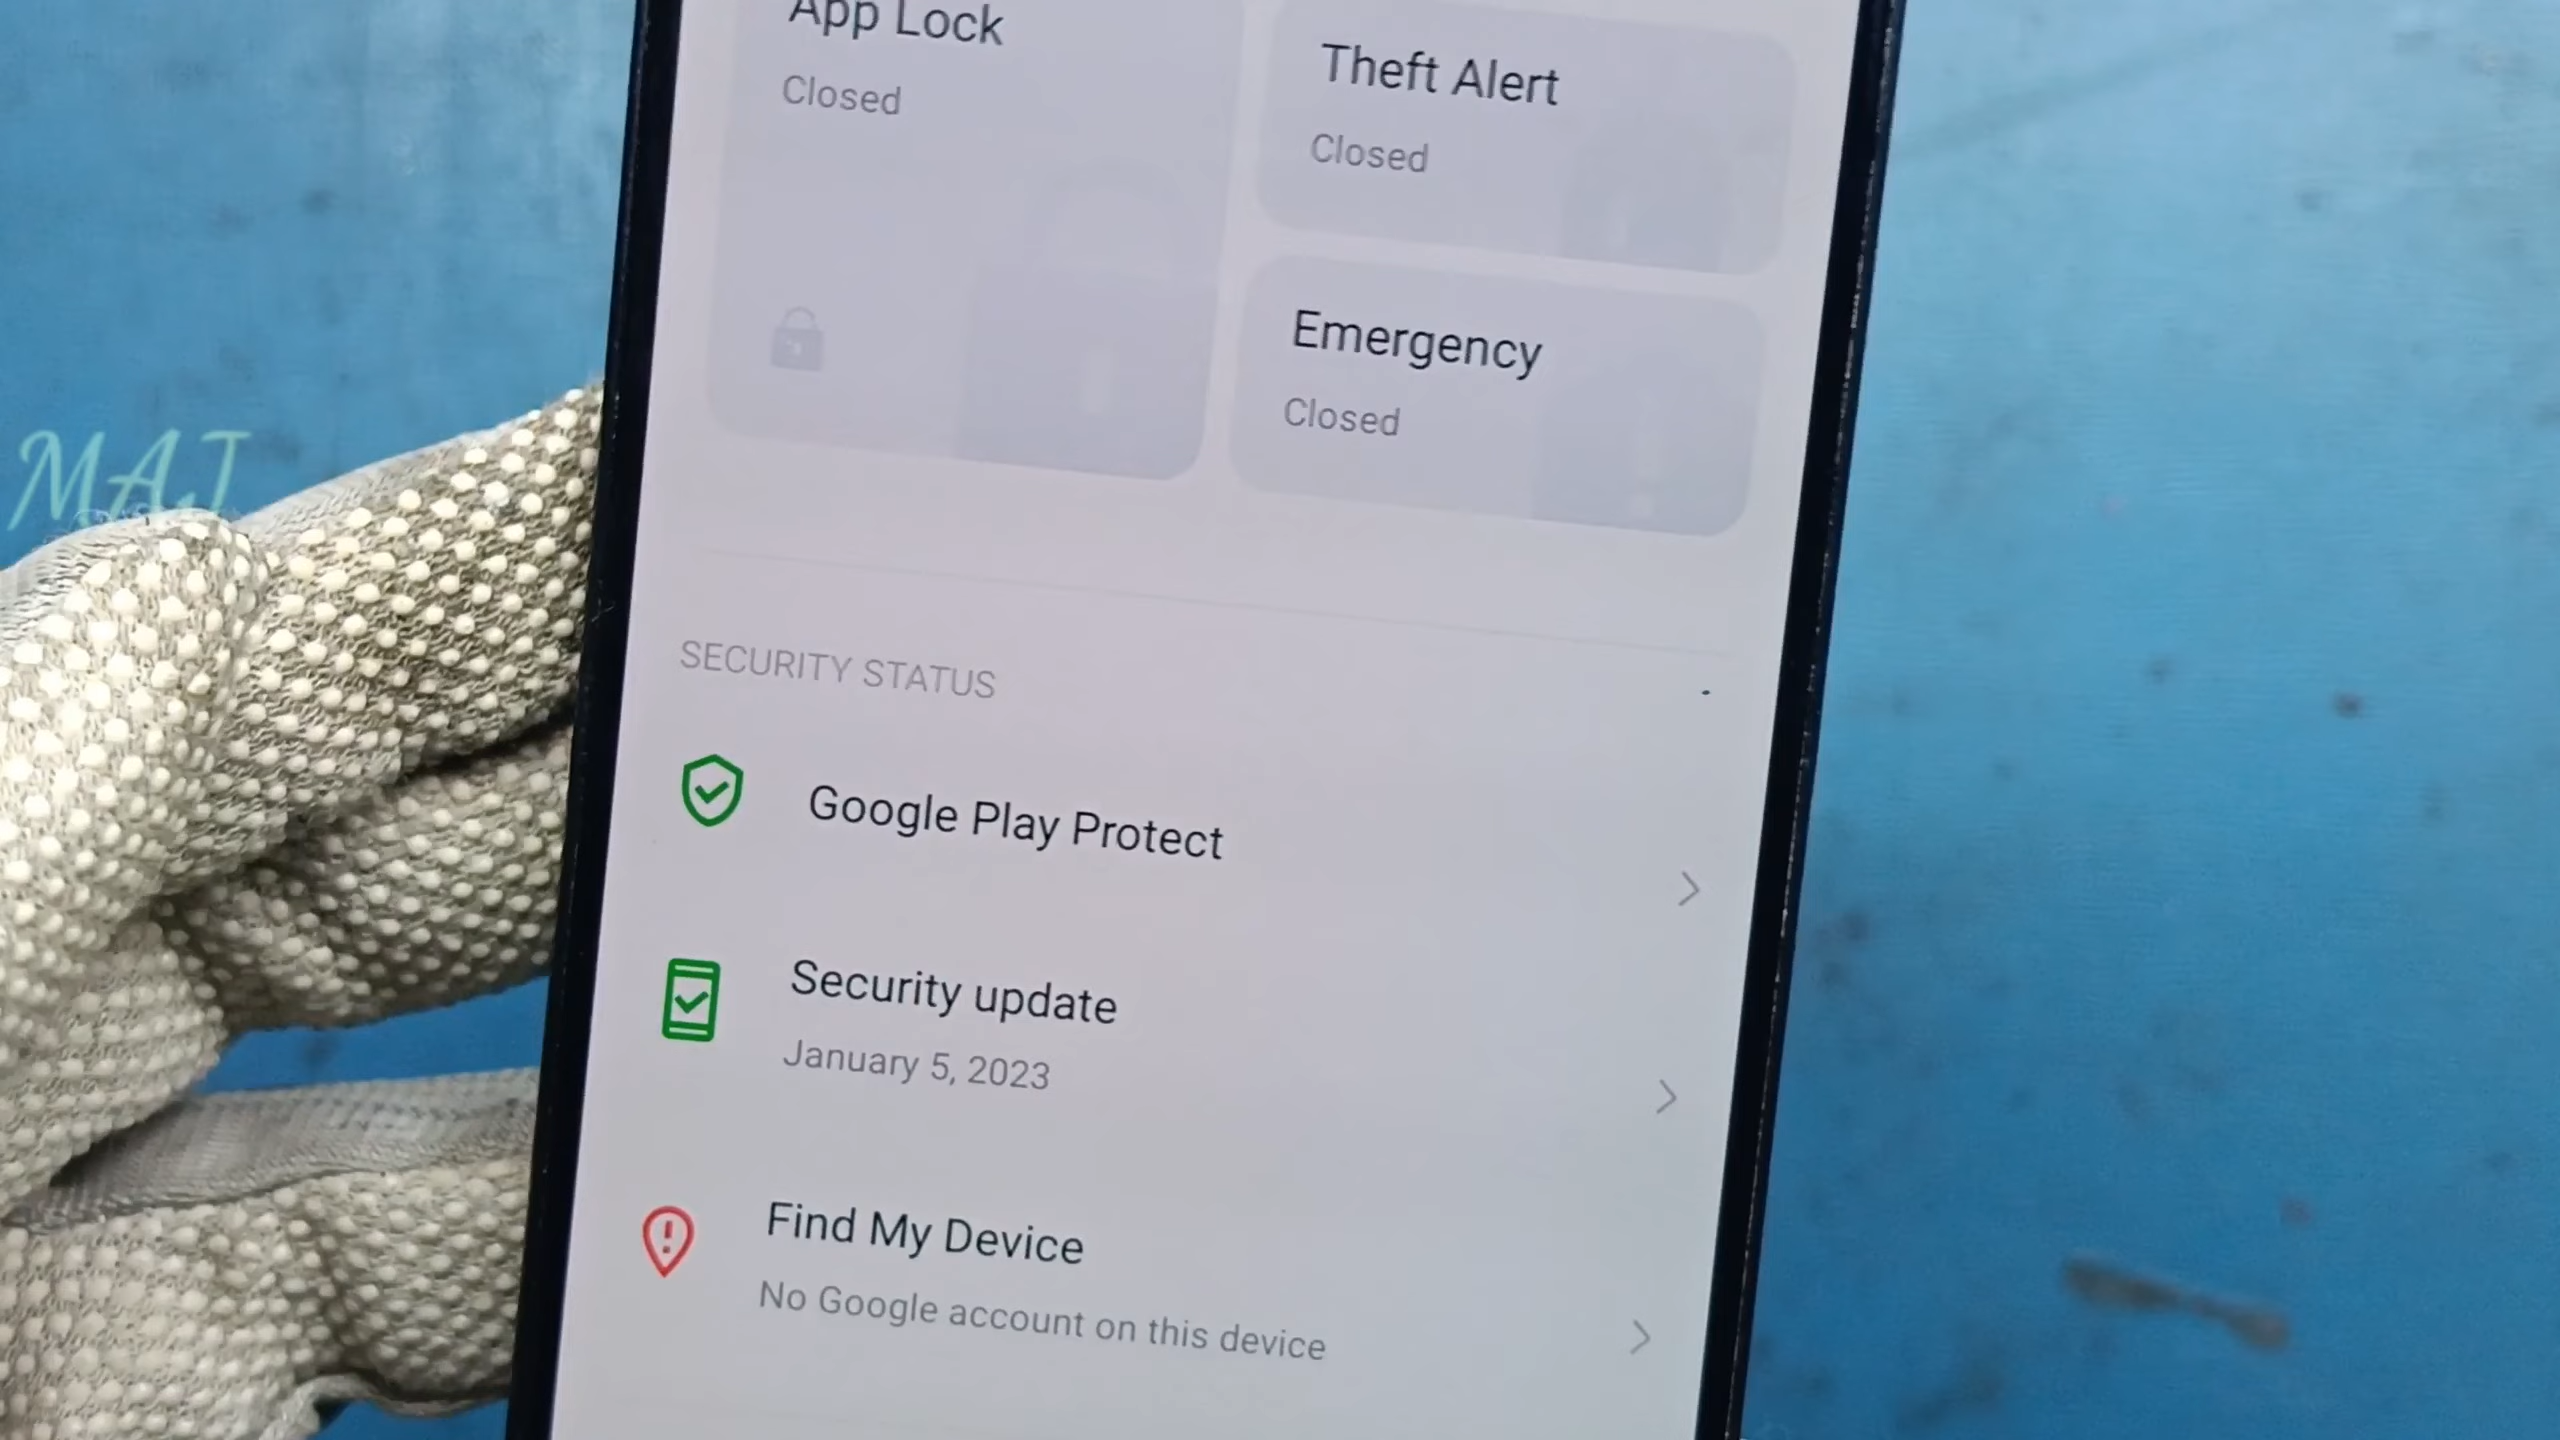 App Lock
Closed
Theft Alert
Closed
Emergency
Closed
MAJ
SECURITY STATUS
Google Play Protect
Security update
January 5, 2023
Find My Device
No Google account on this device